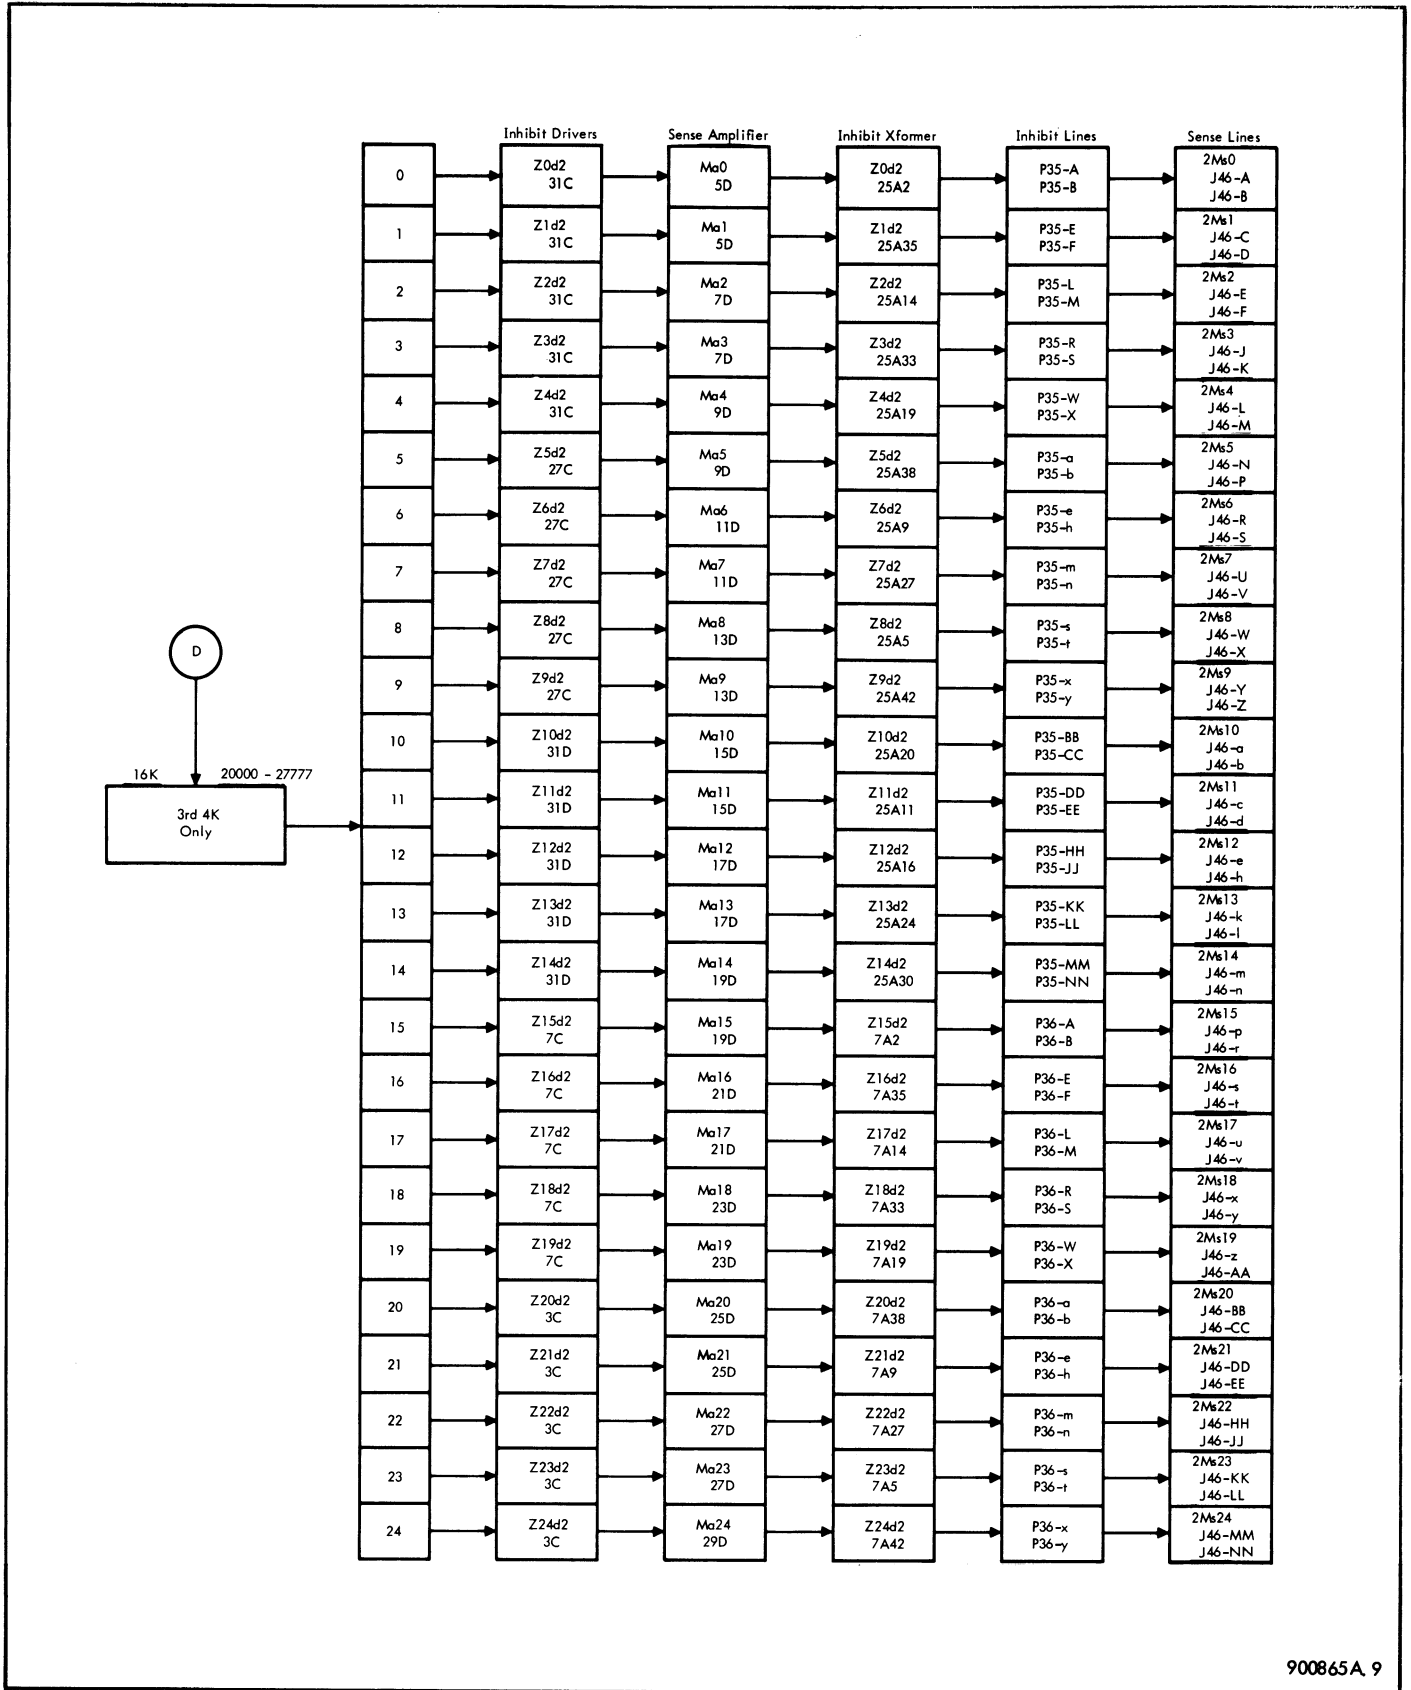 Inhibit Drivers Sense Amplifier Inhibit Xformer Inhibit Lines Sense Lines
0 Z0d2 31C Ma0 5D Z0d2 25A2 P35-A P35-B 2Ms0 J46-A J46-B
1 Z1d2 31C Ma1 5D Z1d2 25A35 P35-E P35-F 2Ms1 J46-C J46-D
2 Z2d2 31C Ma2 7D Z2d2 25A14 P35-L P35-M 2Ms2 J46-E J46-F
3 Z3d2 31C Ma3 7D Z3d2 25A33 P35-R P35-S 2Ms3 J46-J J46-K
4 Z4d2 31C Ma4 9D Z4d2 25A19 P35-W P35-X 2Ms4 J46-L J46-M
5 Z5d2 27C Ma5 9D Z5d2 25A38 P35-a P35-b 2Ms5 J46-N J46-P
6 Z6d2 27C Ma6 11D Z6d2 25A9 P35-e P35-h 2Ms6 J46-R J46-S
7 Z7d2 27C Ma7 11D Z7d2 25A27 P35-m P35-n 2Ms7 J46-U J46-V
8 Z8d2 27C Ma8 13D Z8d2 25A5 P35-s P35-t 2Ms8 J46-W J46-X
D
9 Z9d2 27C Ma9 13D Z9d2 25A42 P35-x P35-y 2Ms9 J46-Y J46-Z
10 Z10d2 31D Ma10 15D Z10d2 25A20 P35-BB P35-CC 2Ms10 J46-a J46-b
16K 20000 - 27777
3rd 4K
Only
11 Z11d2 31D Ma11 15D Z11d2 25A11 P35-DD P35-EE 2Ms11 J46-c J46-d
12 Z12d2 31D Ma12 17D Z12d2 25A16 P35-HH P35-JJ 2Ms12 J46-e J46-h
13 Z13d2 31D Ma13 17D Z13d2 25A24 P35-KK P35-LL 2Ms13 J46-k J46-l
14 Z14d2 31D Ma14 19D Z14d2 25A30 P35-MM P35-NN 2Ms14 J46-m J46-n
15 Z15d2 7C Ma15 19D Z15d2 7A2 P36-A P36-B 2Ms15 J46-p J46-r
16 Z16d2 7C Ma16 21D Z16d2 7A35 P36-E P36-F 2Ms16 J46-s J46-t
17 Z17d2 7C Ma17 21D Z17d2 7A14 P36-L P36-M 2Ms17 J46-u J46-v
18 Z18d2 7C Ma18 23D Z18d2 7A33 P36-R P36-S 2Ms18 J46-x J46-y
19 Z19d2 7C Ma19 23D Z19d2 7A19 P36-W P36-X 2Ms19 J46-z J46-AA
20 Z20d2 3C Ma20 25D Z20d2 7A38 P36-a P36-b 2Ms20 J46-BB J46-CC
21 Z21d2 3C Ma21 25D Z21d2 7A9 P36-e P36-h 2Ms21 J46-DD J46-EE
22 Z22d2 3C Ma22 27D Z22d2 7A27 P36-m P36-n 2Ms22 J46-HH J46-JJ
23 Z23d2 3C Ma23 27D Z23d2 7A5 P36-s P36-t 2Ms23 J46-KK J46-LL
24 Z24d2 3C Ma24 29D Z24d2 7A42 P36-x P36-y 2Ms24 J46-MM J46-NN
900865A.9